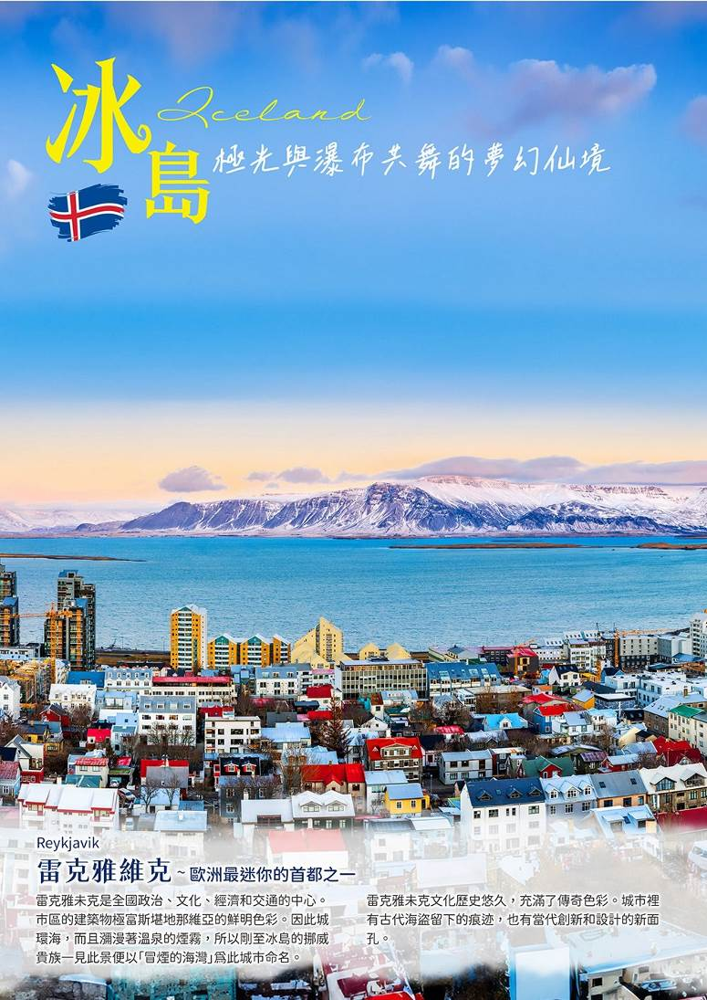 冰島
Iceland
極光與瀑布共舞的夢幻仙境
Reykjavik
雷克雅維克 ~ 歐洲最迷你的首都之一
雷克雅未克是全國政治、文化、經濟和交通的中心。
市區的建築物極富斯堪地那維亞的鮮明色彩。因此城
環海，而且瀰漫著溫泉的煙霧，所以剛至冰島的挪威
貴族一見此景便以「冒煙的海灣」爲此城市命名。
雷克雅未克文化歷史悠久，充滿了傳奇色彩。城市裡
有古代海盜留下的痕迹，也有當代創新和設計的新面
孔。